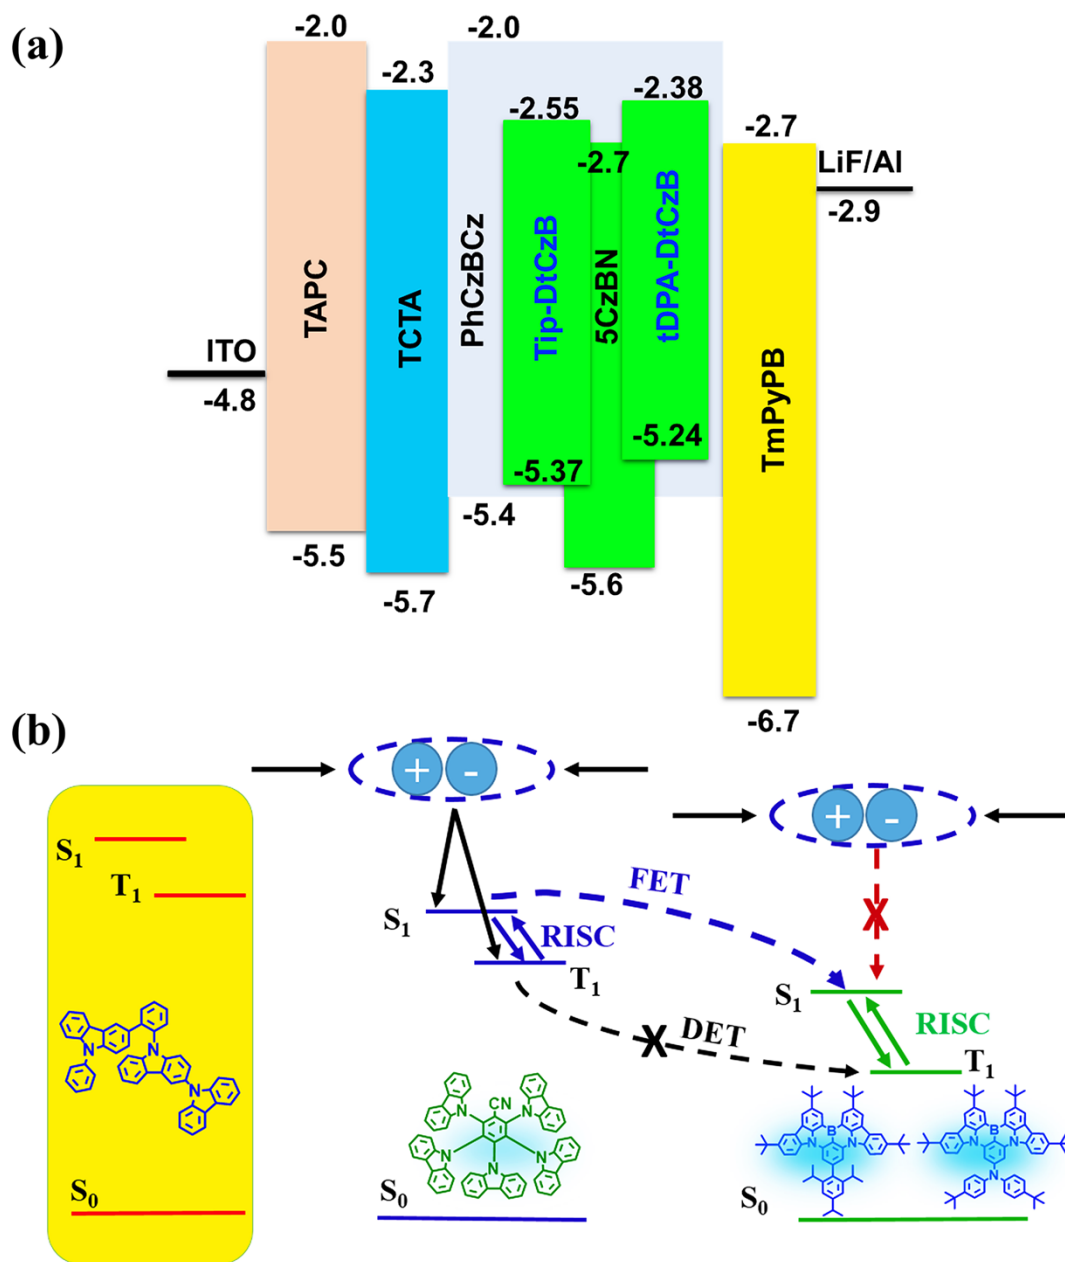 (a)
-2.0
-2.0
-2.3
-2.38
-2.55
-2.7
-2.7
LiF/Al
-2.9
TAPC
TCTA
PhCzBCz
Tip-DtCzB
5CzBN
tDPA-DtCzB
TmPyPB
ITO
-4.8
-5.24
-5.37
-5.4
-5.5
-5.6
-5.7
-6.7
(b)
+ -
+ -
S1
T1
FET
S1
RISC
T1
X
S1
DET
X
RISC
T1
N
N
N
CN
N
N
N
N
N
B
N
N
B
N
N
N
S0
S0
S0